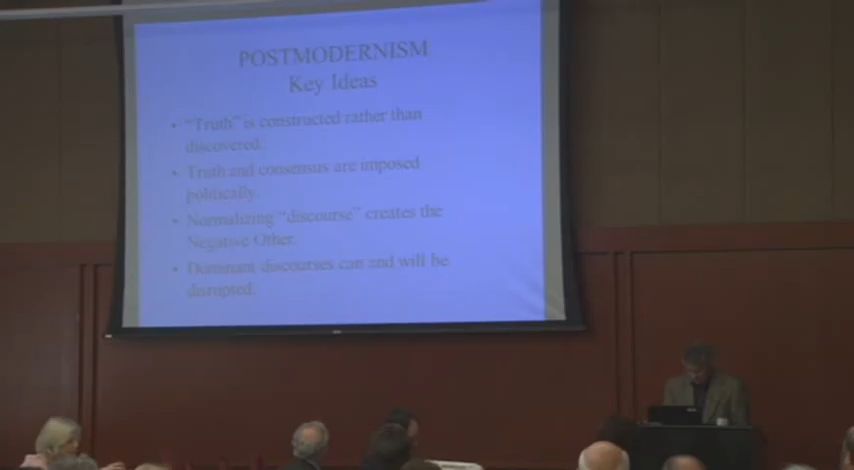 POSTMODERNISM
Key Ideas
• "Truth" is constructed rather than
discovered.
• Truth and consensus are imposed
politically.
• Normalizing "discourse" creates the
Negative Other.
• Dominant discourses can and will be
disrupted.